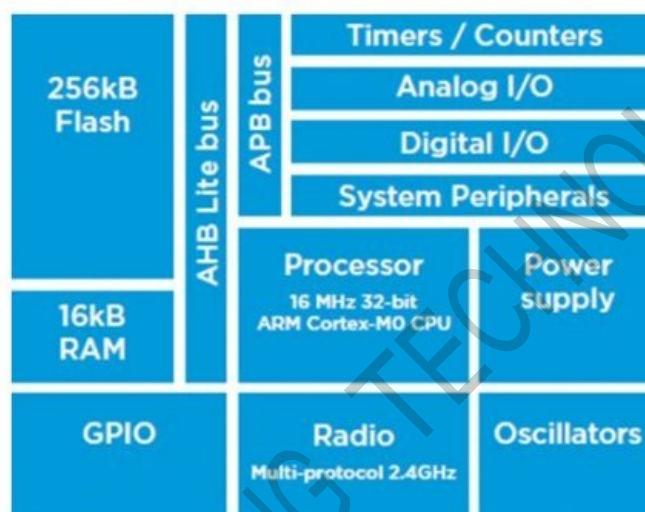 256kB
Flash
16kB
RAM
AHB Lite bus
APB bus
Timers / Counters
Analog I/O
Digital I/O
System Peripherals
Processor
16 MHz 32-bit
ARM Cortex-M0 CPU
Power
supply
GPIO
Radio
Multi-protocol 2.4GHz
Oscillators